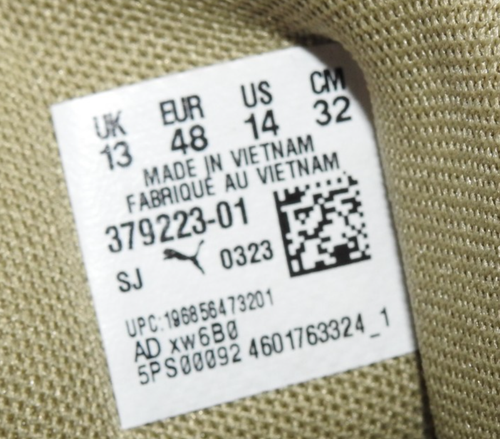 UK EUR US CM
13 48 14 32
MADE IN VIETNAM
FABRIQUE AU VIETNAM
379223-01
SJ 0323
UPC:196856473201
AD xw6B0
5PS00092 4601763324_1